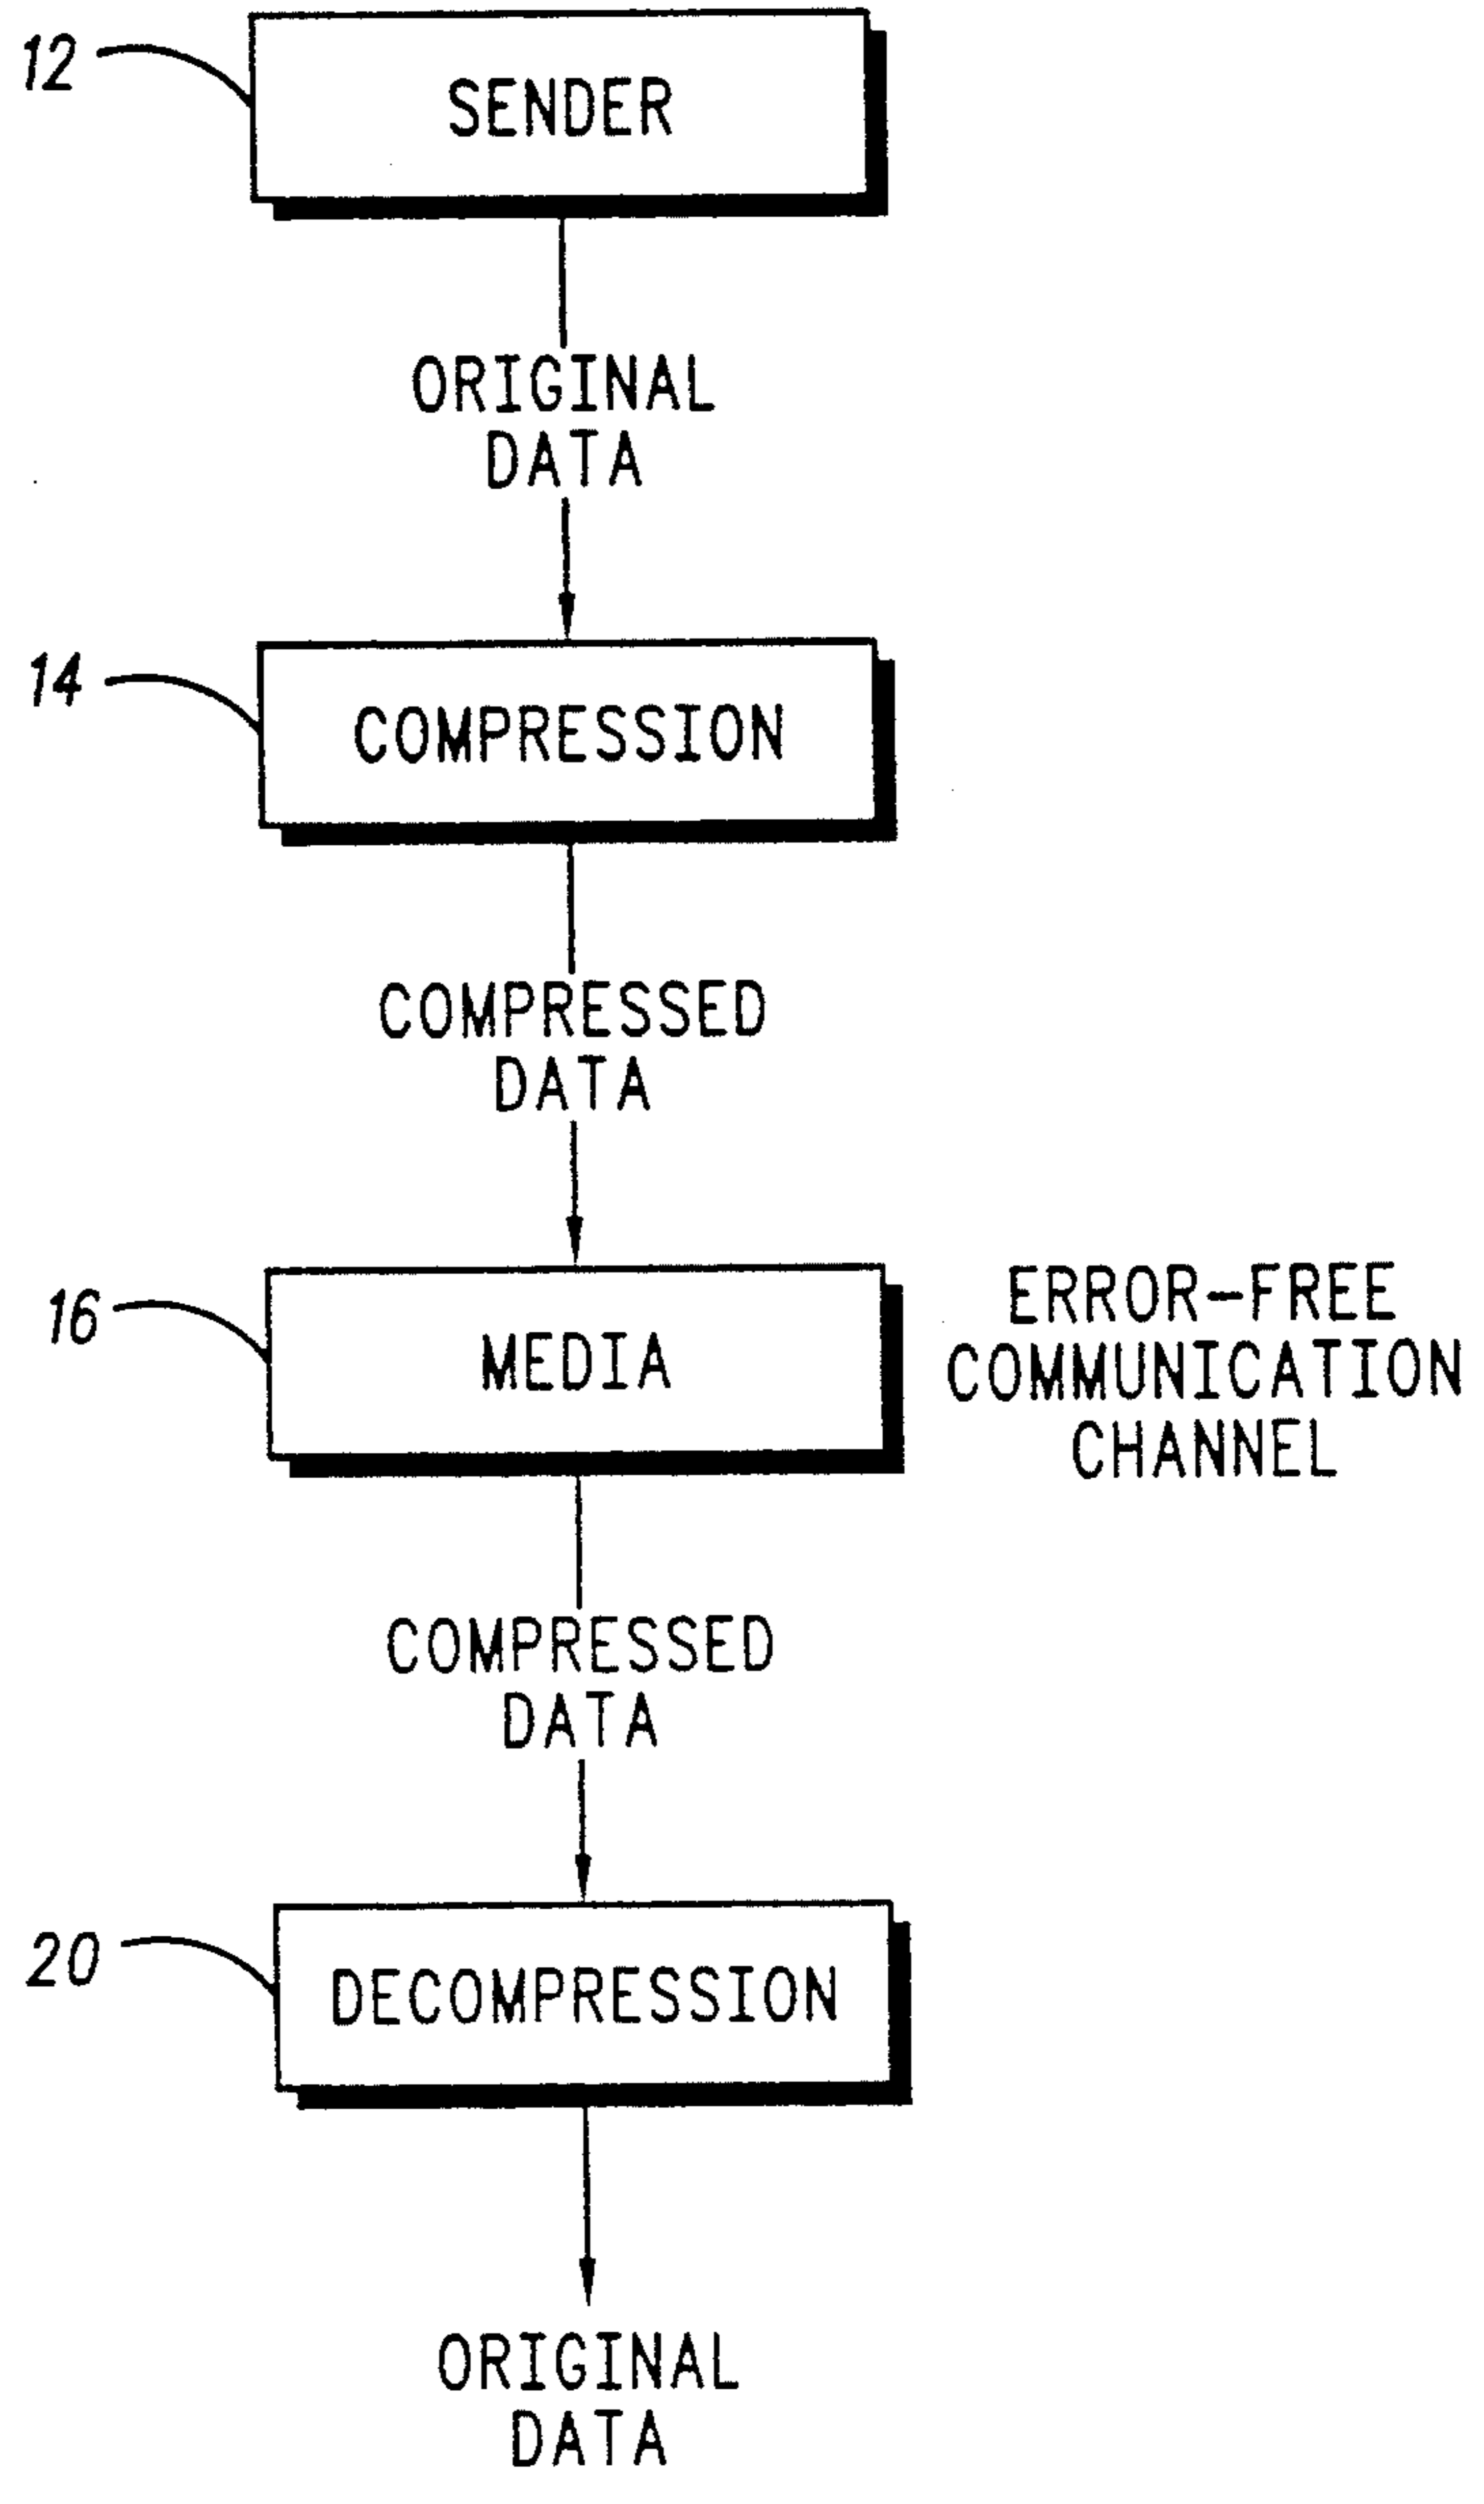 12
SENDER
ORIGINAL
DATA
14
COMPRESSION
COMPRESSED
DATA
16
MEDIA
ERROR-FREE
COMMUNICATION
CHANNEL
COMPRESSED
DATA
20
DECOMPRESSION
ORIGINAL
DATA